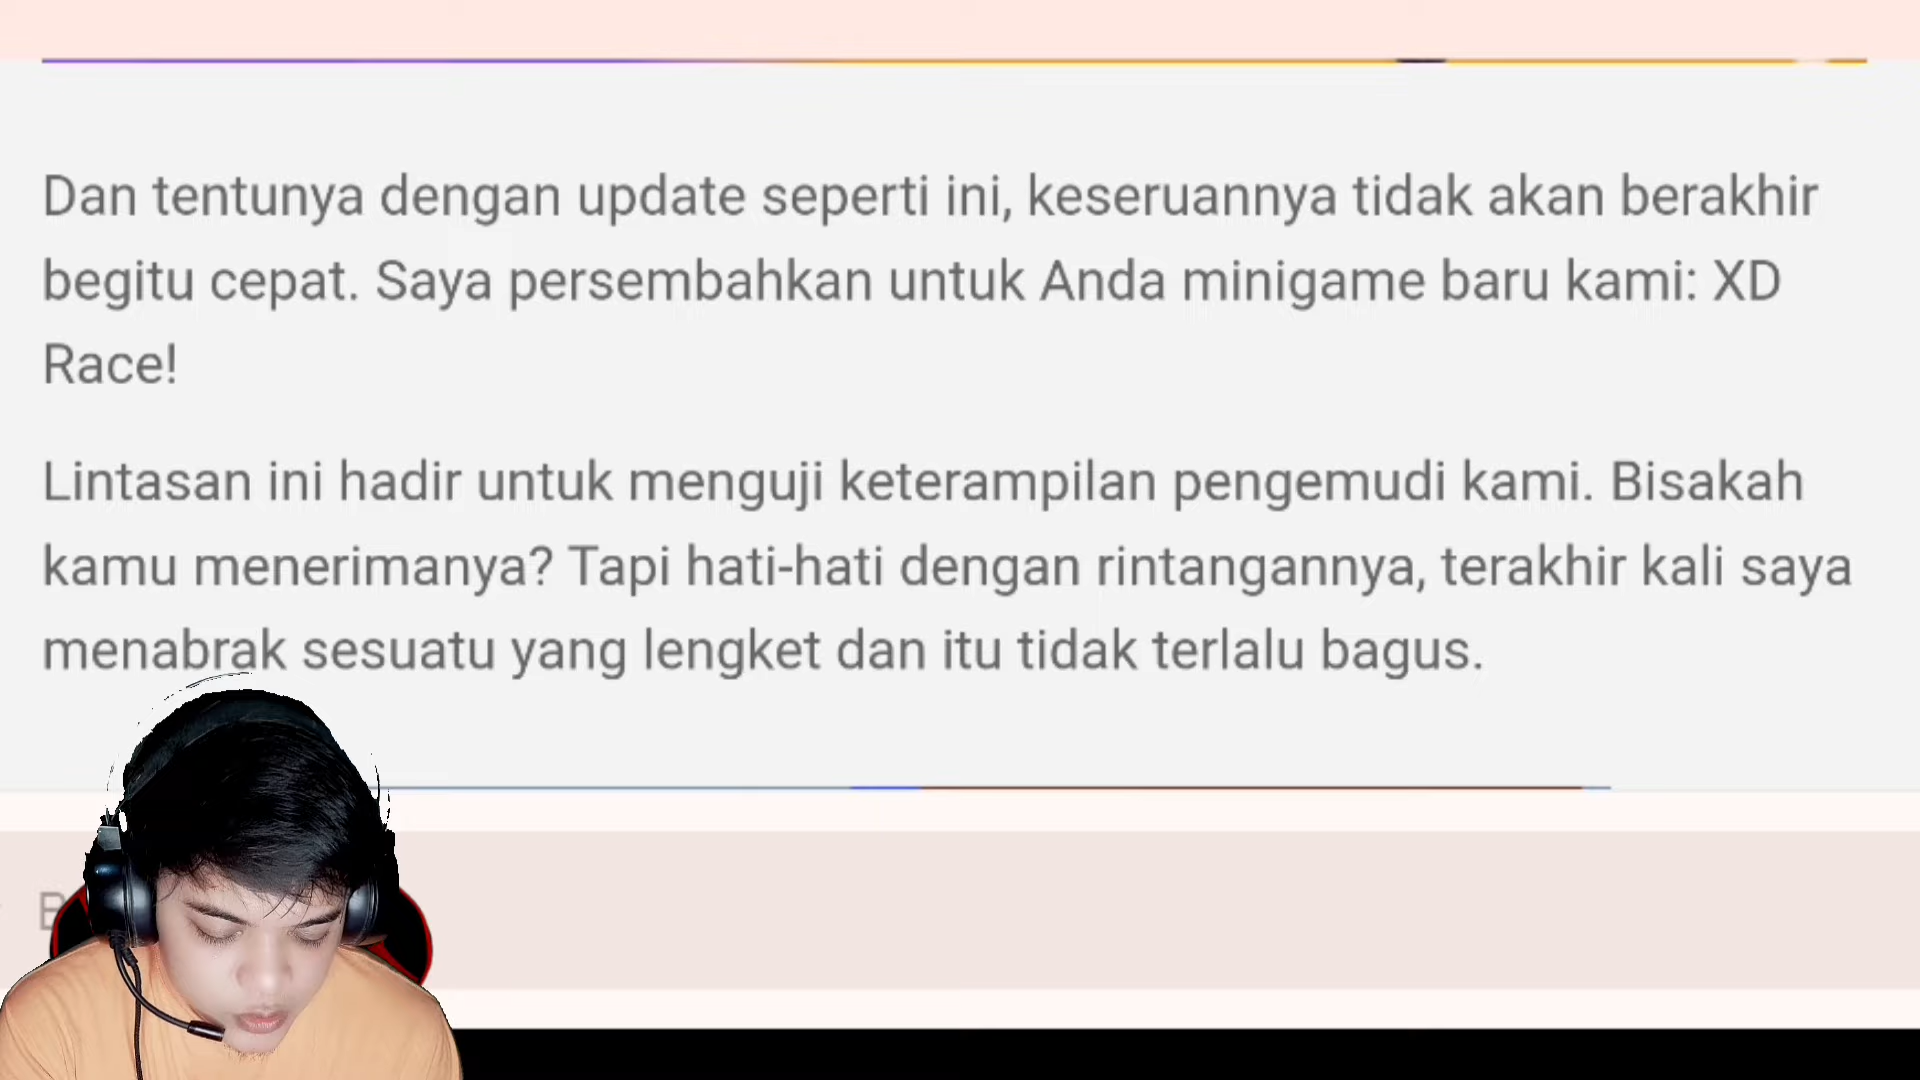 Dan tentunya dengan update seperti ini, keseruannya tidak akan berakhir
begitu cepat. Saya persembahkan untuk Anda minigame baru kami: XD
Race!
Lintasan ini hadir untuk menguji keterampilan pengemudi kami. Bisakah
kamu menerimanya? Tapi hati-hati dengan rintangannya, terakhir kali saya
menabrak sesuatu yang lengket dan itu tidak terlalu bagus.